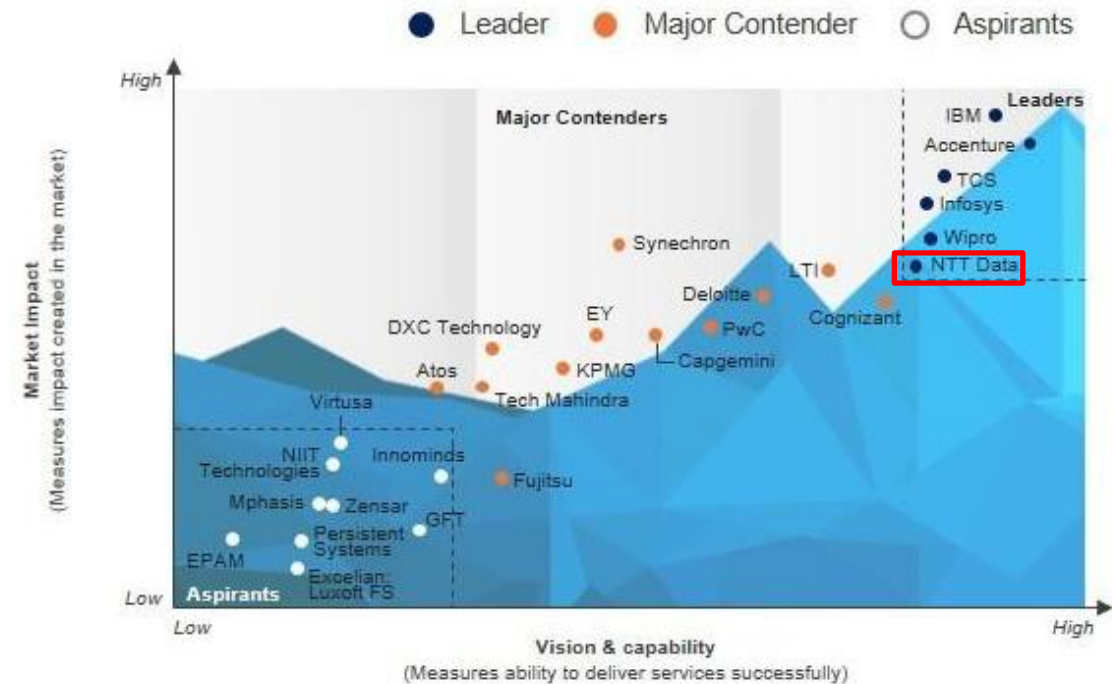 Leader Major Contender Aspirants
High
Leaders
Major Contenders
IBM
Accenture
TCS
Infosys
Wipro
NTT Data
Synechron
LTI
Deloitte
Cognizant
EY
PwC
DXC Technology
Capgemini
KPMG
Atos
Tech Mahindra
Virtusa
NIIT
Technologies
Innominds
Fujitsu
Mphasis
Zensar
GFT
Persistent
Systems
EPAM
Excelian:
Luxoft FS
Aspirants
Market Impact
(Measures impact created in the market)
Low
Low
High
Vision & capability
(Measures ability to deliver services successfully)